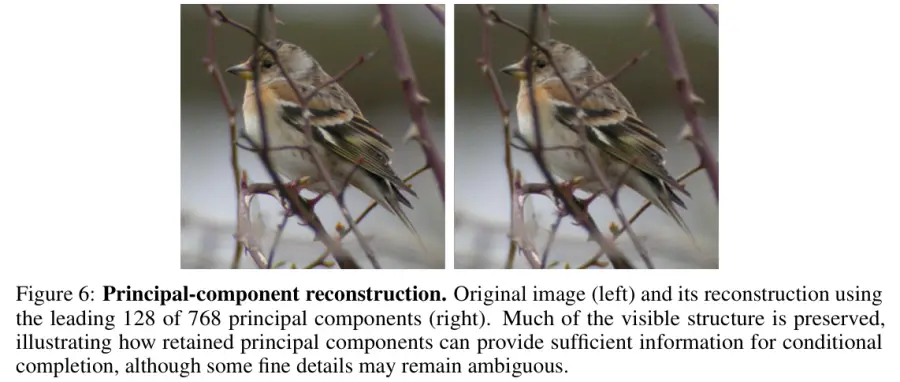 Figure 6: Principal-component reconstruction. Original image (left) and its reconstruction using
the leading 128 of 768 principal components (right). Much of the visible structure is preserved,
illustrating how retained principal components can provide sufficient information for conditional
completion, although some fine details may remain ambiguous.